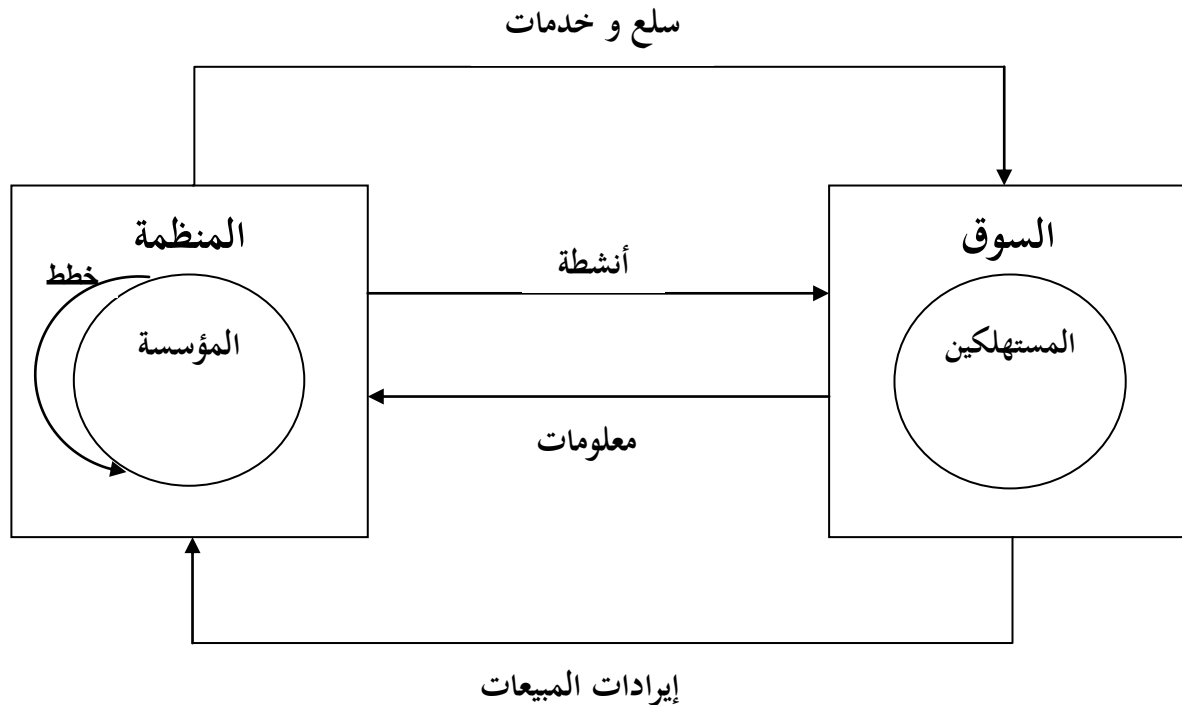 سلع و خدمات
المنظمة
السوق
خطط
أنشطة
المؤسسة
المستهلكين
معلومات
إيرادات المبيعات